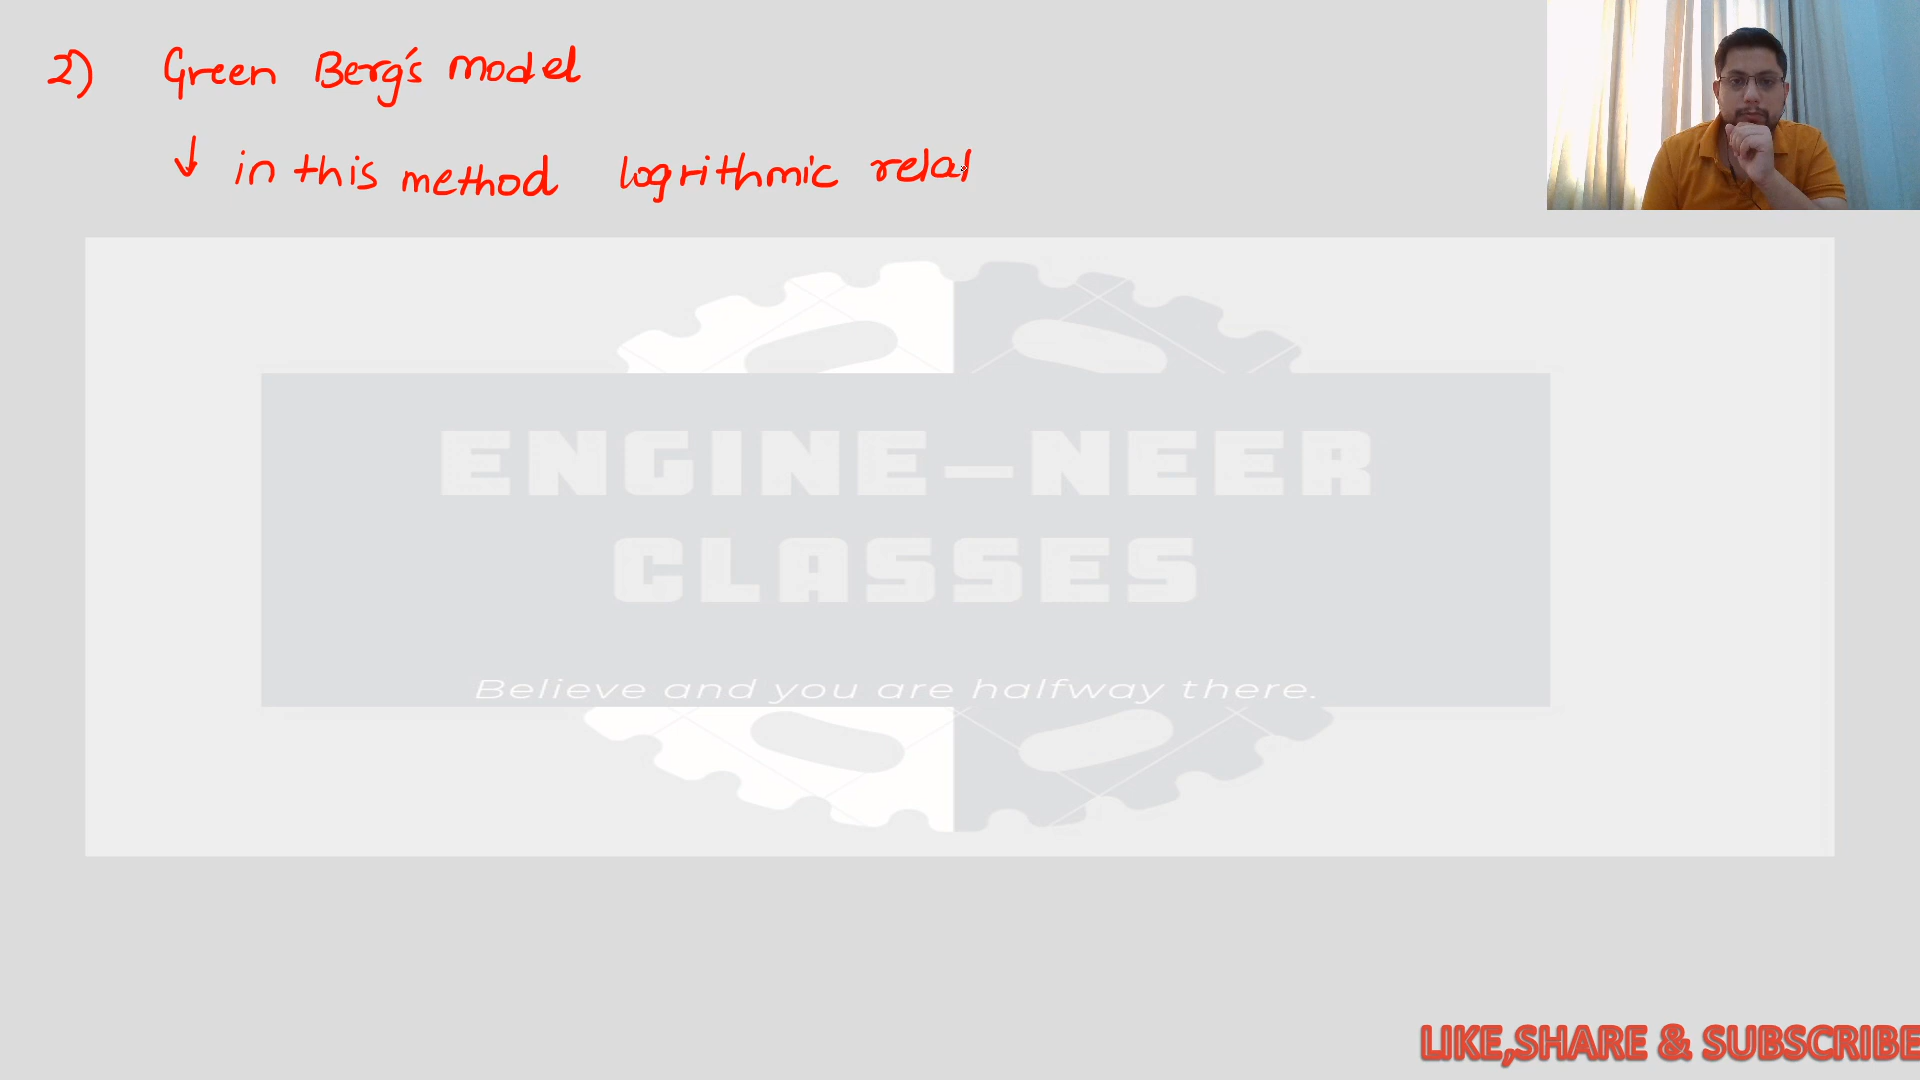 2) Green Berg's model
↓ in this method logrithmic relat
ENGINE-NEER
CLASSES
Believe and you are halfway there.
LIKE,SHARE & SUBSCRIBE